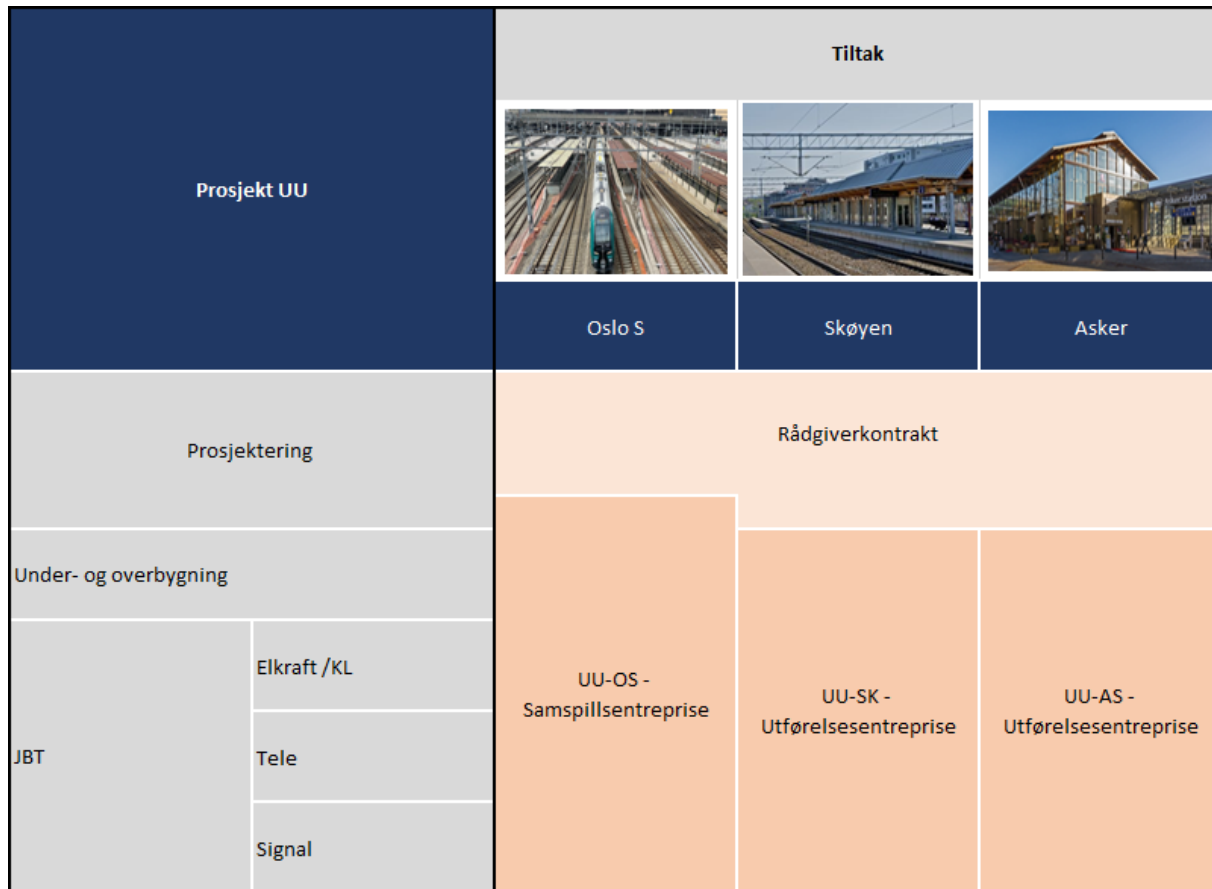 Prosjekt UU
Tiltak
Oslo S
Skøyen
Asker
Prosjektering
Rådgiverkontrakt
Under- og overbygning
JBT
Elkraft /KL
Tele
Signal
UU-OS -
Samspillsentreprise
UU-SK -
Utførelsesentreprise
UU-AS -
Utførelsesentreprise